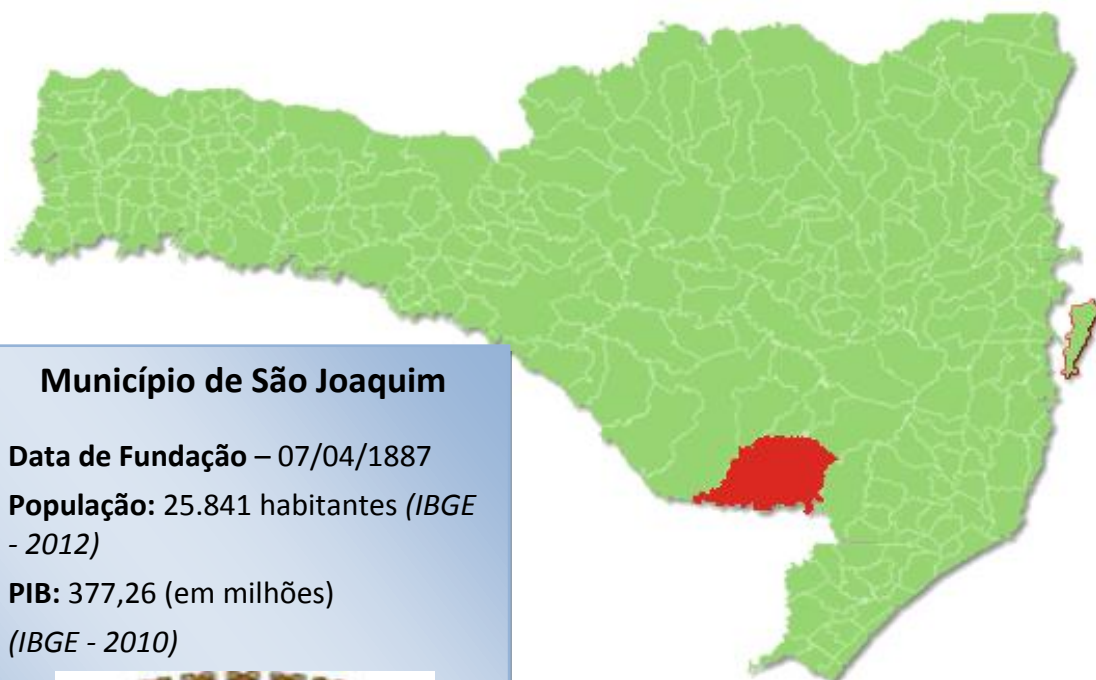 Município de São Joaquim
Data de Fundação – 07/04/1887
População: 25.841 habitantes (IBGE
- 2012)
PIB: 377,26 (em milhões)
(IBGE - 2010)